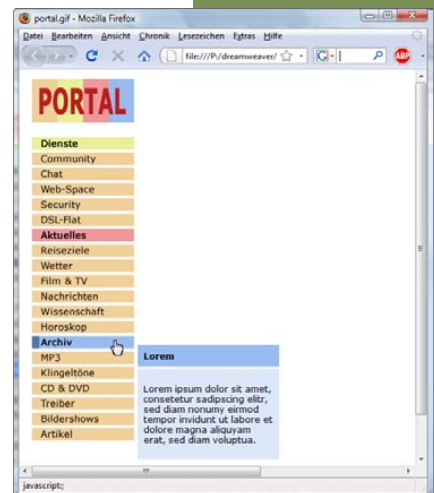 portal.gif - Mozilla Firefox
Datei Bearbeiten Ansicht Chronik Lesezeichen Extras Hilfe
file:///P:/dreamweaver/
G
ABP
PORTAL
Dienste
Community
Chat
Web-Space
Security
DSL-Flat
Aktuelles
Reiseziele
Wetter
Film & TV
Nachrichten
Wissenschaft
Horoskop
Archiv
MP3
Klingeltöne
CD & DVD
Treiber
Bildershows
Artikel
Lorem
Lorem ipsum dolor sit amet,
consetetur sadipscing elitr,
sed diam nonumy eirmod
tempor invidunt ut labore et
dolore magna aliquyam
erat, sed diam voluptua.
javascript:;